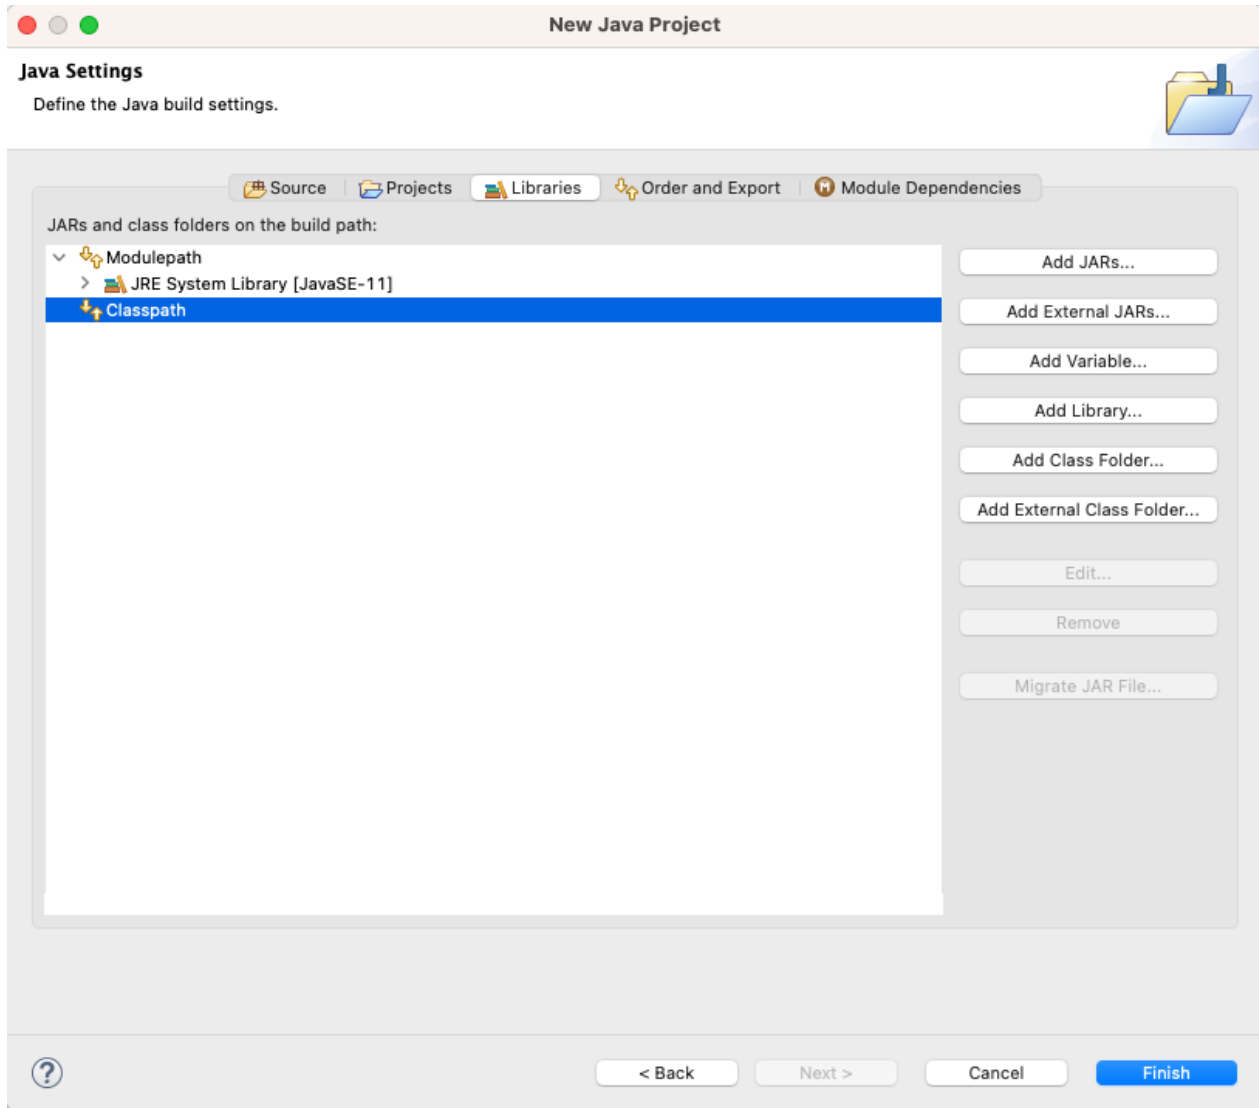 New Java Project
Java Settings
Define the Java build settings.
Source Projects Libraries Order and Export Module Dependencies
JARs and class folders on the build path:
Modulepath
JRE System Library [JavaSE-11]
Classpath
Add JARs...
Add External JARs...
Add Variable...
Add Library...
Add Class Folder...
Add External Class Folder...
Edit...
Remove
Migrate JAR File...
? < Back Next > Cancel Finish